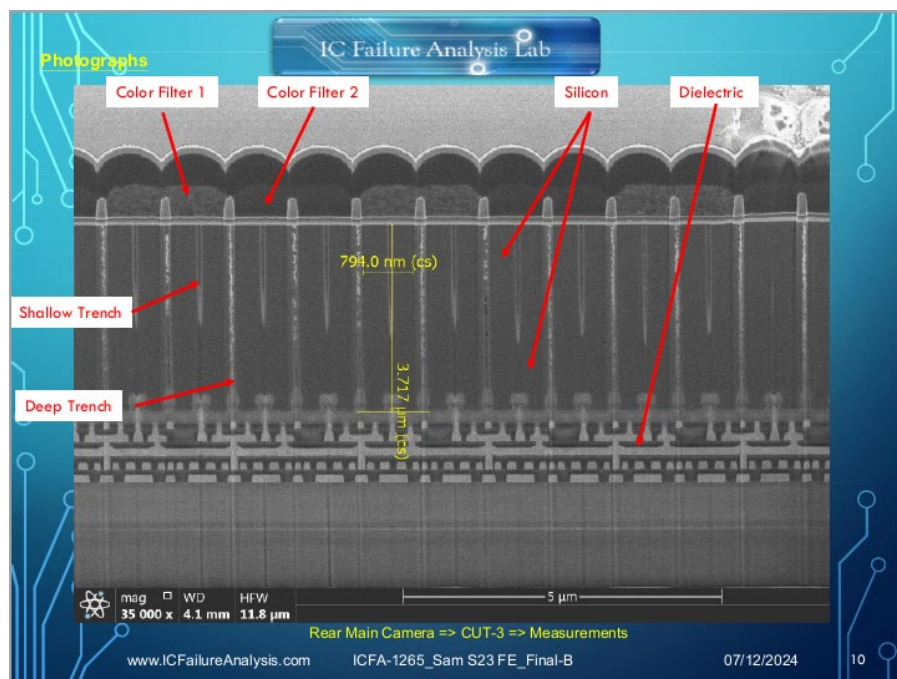 IC Failure Analysis Lab
Photographs
Color Filter 1
Color Filter 2
Silicon
Dielectric
794.0 nm (cs)
Shallow Trench
3.717 µm (cs)
Deep Trench
mag WD HFW
35 000 x 4.1 mm 11.8 µm
5 µm
Rear Main Camera => CUT-3 => Measurements
www.ICFailureAnalysis.com ICFA-1265_Sam S23 FE_Final-B 07/12/2024 10